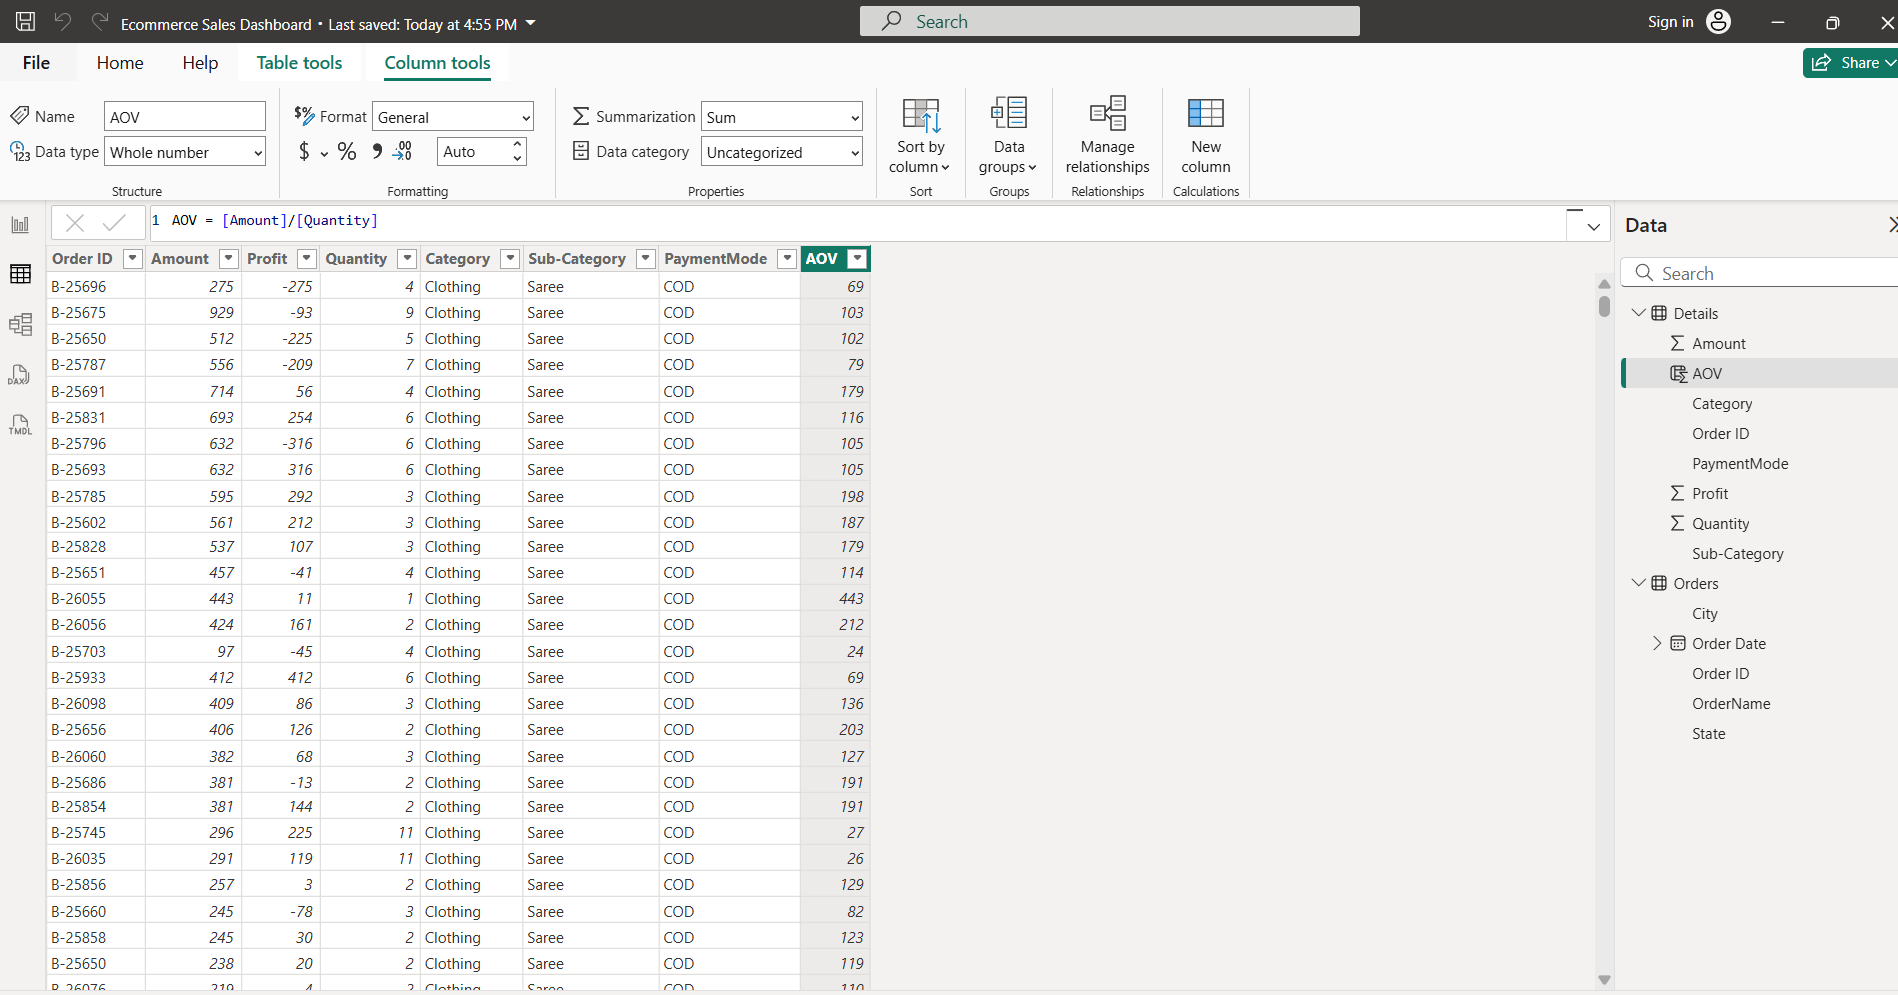 Ecommerce Sales Dashboard • Last saved: Today at 4:55 PM
Search
Sign in
File Home Help Table tools Column tools
Share
Name AOV
$% Format General
Summarization Sum
Data type Whole number
$ % , .00 Auto
Data category Uncategorized
Sort by column
Data groups
Manage relationships
New column
Structure Formatting Properties Sort Groups Relationships Calculations
1 AOV = [Amount]/[Quantity]
Order ID Amount Profit Quantity Category Sub-Category PaymentMode AOV
B-25696 275 -275 4 Clothing Saree COD 69
B-25675 929 -93 9 Clothing Saree COD 103
B-25650 512 -225 5 Clothing Saree COD 102
B-25787 556 -209 7 Clothing Saree COD 79
B-25691 714 56 4 Clothing Saree COD 179
B-25831 693 254 6 Clothing Saree COD 116
B-25796 632 -316 6 Clothing Saree COD 105
B-25693 632 316 6 Clothing Saree COD 105
B-25785 595 292 3 Clothing Saree COD 198
B-25602 561 212 3 Clothing Saree COD 187
B-25828 537 107 3 Clothing Saree COD 179
B-25651 457 -41 4 Clothing Saree COD 114
B-26055 443 11 1 Clothing Saree COD 443
B-26056 424 161 2 Clothing Saree COD 212
B-25703 97 -45 4 Clothing Saree COD 24
B-25933 412 412 6 Clothing Saree COD 69
B-26098 409 86 3 Clothing Saree COD 136
B-25656 406 126 2 Clothing Saree COD 203
B-26060 382 68 3 Clothing Saree COD 127
B-25686 381 -13 2 Clothing Saree COD 191
B-25854 381 144 2 Clothing Saree COD 191
B-25745 296 225 11 Clothing Saree COD 27
B-26035 291 119 11 Clothing Saree COD 26
B-25856 257 3 2 Clothing Saree COD 129
B-25660 245 -78 3 Clothing Saree COD 82
B-25858 245 30 2 Clothing Saree COD 123
B-25650 238 20 2 Clothing Saree COD 119
B-26076 219 4 2 Clothing Saree COD 110
DAX
TMDL
Data
Search
Details
Amount
AOV
Category
Order ID
PaymentMode
Profit
Quantity
Sub-Category
Orders
City
Order Date
Order ID
OrderName
State